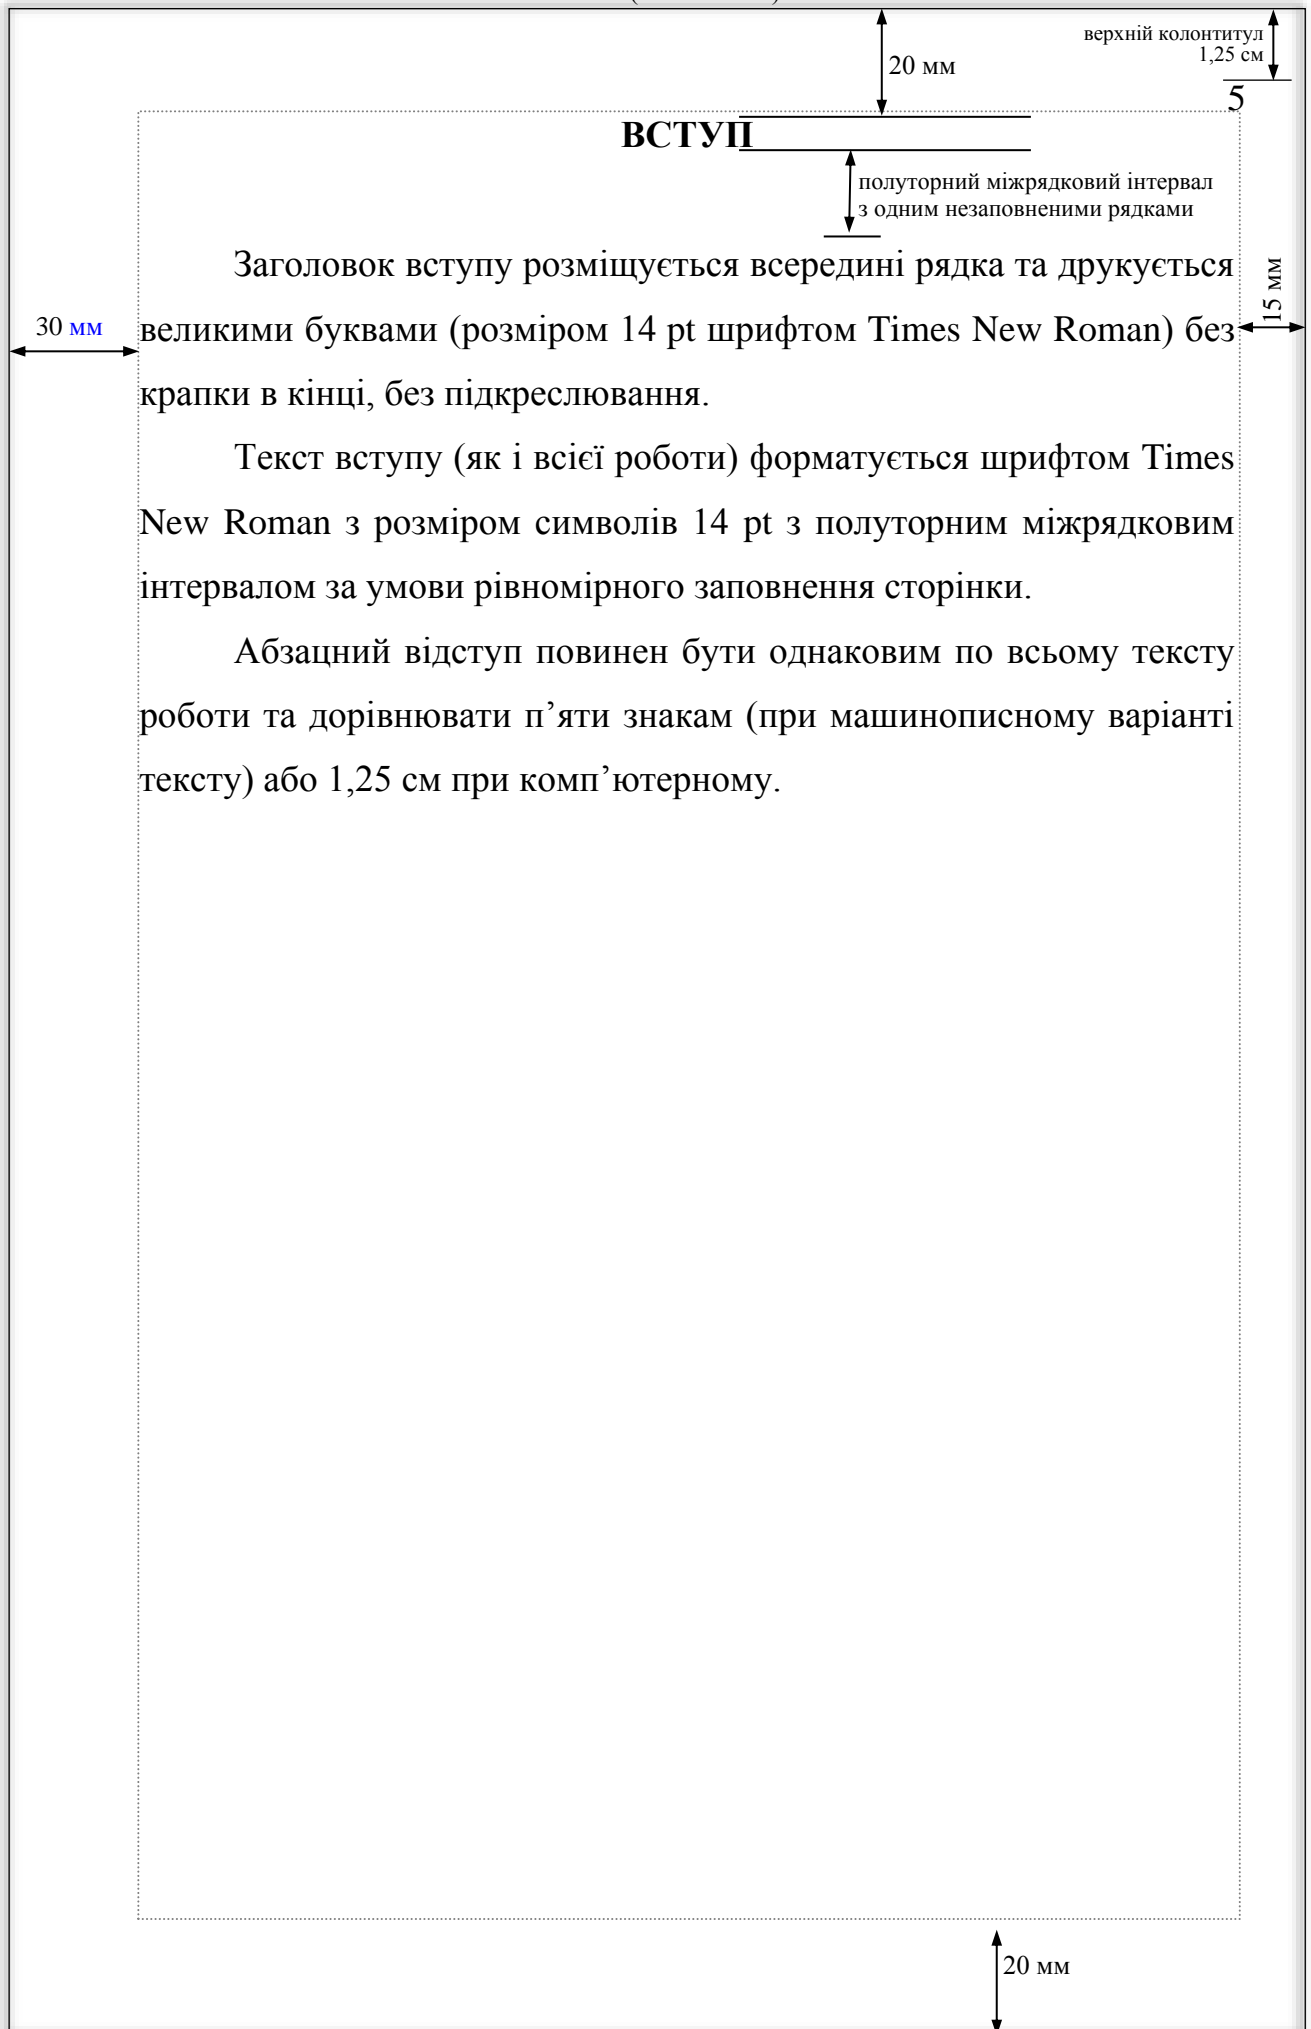 верхній колонтитул
1,25 см
20 мм
5
ВСТУП
полуторний міжрядковий інтервал
з одним незаповненими рядками
Заголовок вступу розміщується всередині рядка та друкується
15 мм
30 мм
великими буквами (розміром 14 pt шрифтом Times New Roman) без
крапки в кінці, без підкреслювання.
Текст вступу (як і всієї роботи) форматується шрифтом Times
New Roman з розміром символів 14 pt з полуторним міжрядковим
інтервалом за умови рівномірного заповнення сторінки.
Абзацний відступ повинен бути однаковим по всьому тексту
роботи та дорівнювати п’яти знакам (при машинописному варіанті
тексту) або 1,25 см при комп’ютерному.
20 мм